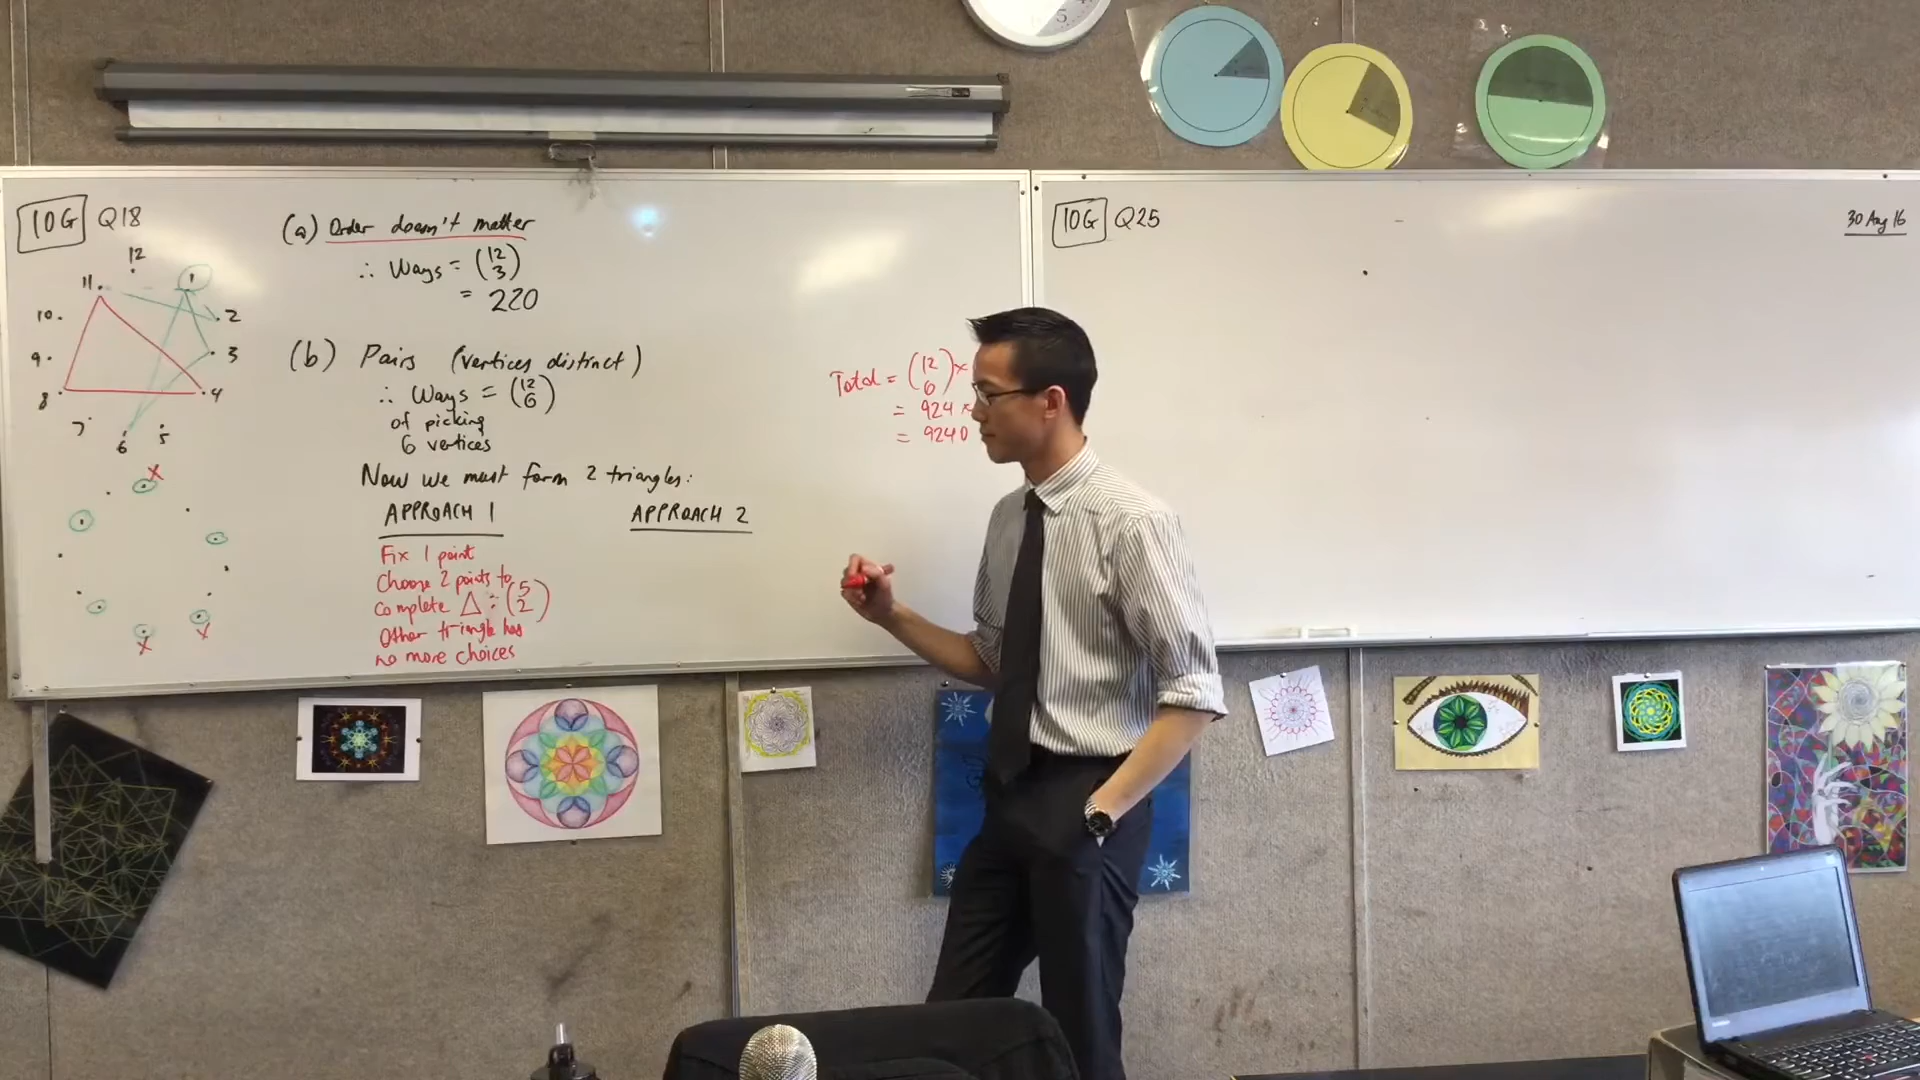 10G Q18
12
11. 1
10. 2
9. 3
8. 4
7. 5
6
X
X
X
(a) Order doesn't matter
∴ Ways = (12 3)
= 220
(b) Pairs (vertices distinct)
∴ Ways = (12 6)
of picking
6 vertices
Now we must form 2 triangles:
APPROACH 1
Fix 1 point
Choose 2 points to
complete Δ : (5 2)
Other triangle has
no more choices
APPROACH 2
Total = (12 6) ×
= 924 ×
= 9240
10G Q25
30 Aug 16